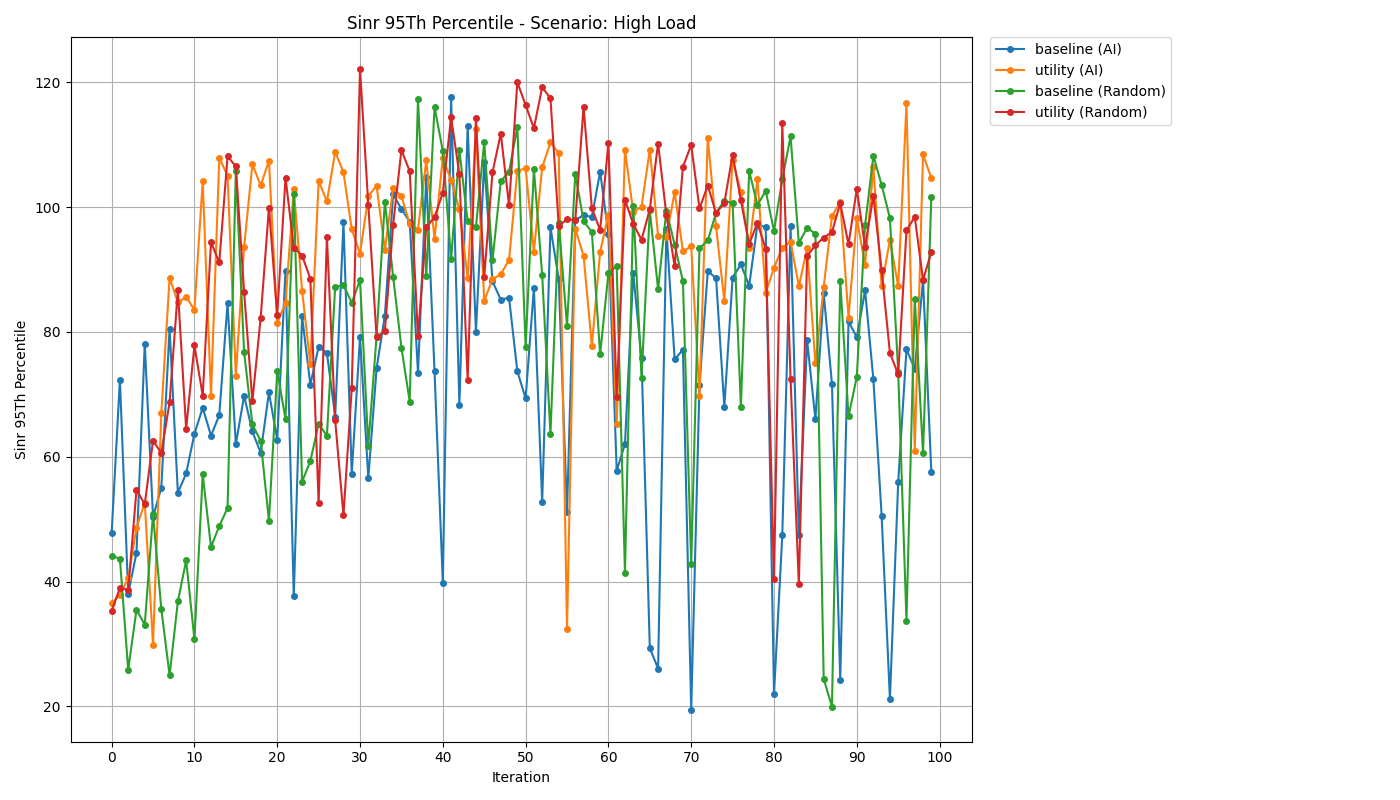 Sinr 95Th Percentile - Scenario: High Load
baseline (AI)
utility (AI)
baseline (Random)
utility (Random)
Sinr 95Th Percentile
120
100
80
60
40
20
0 10 20 30 40 50 60 70 80 90 100
Iteration